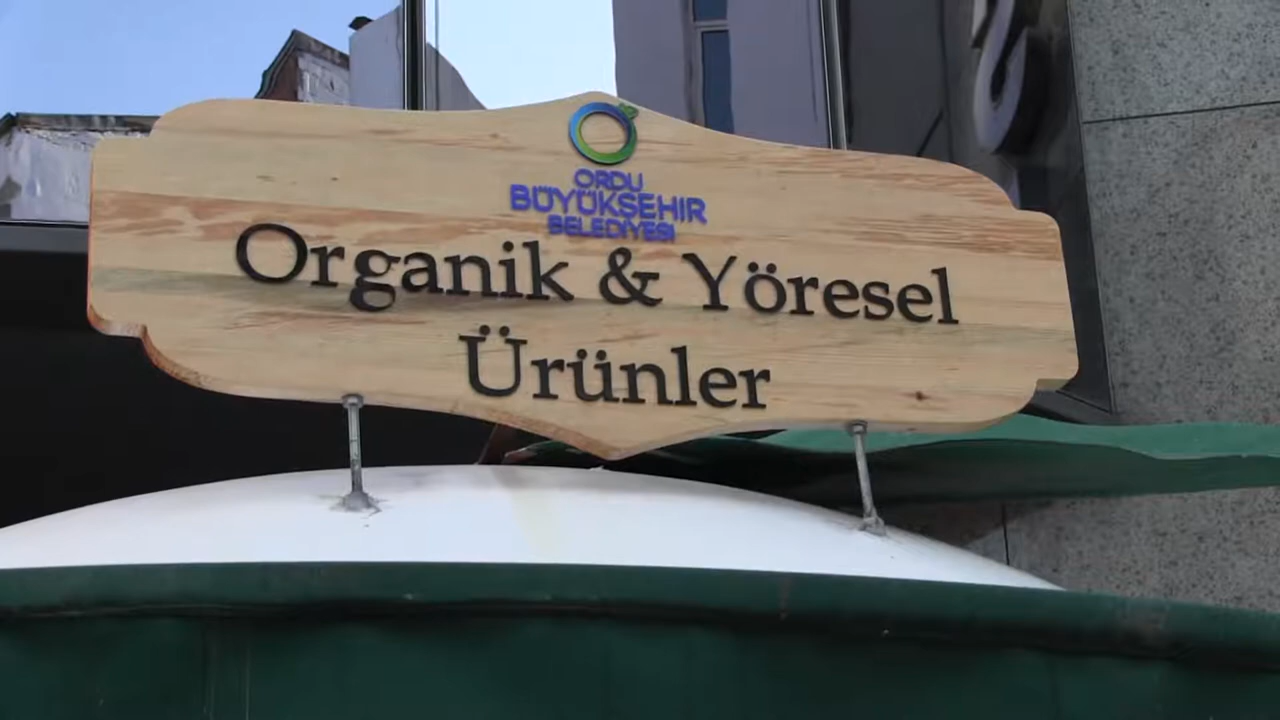 ORDU
BÜYÜKŞEHİR
BELEDİYESİ
Organik & Yöresel
Ürünler